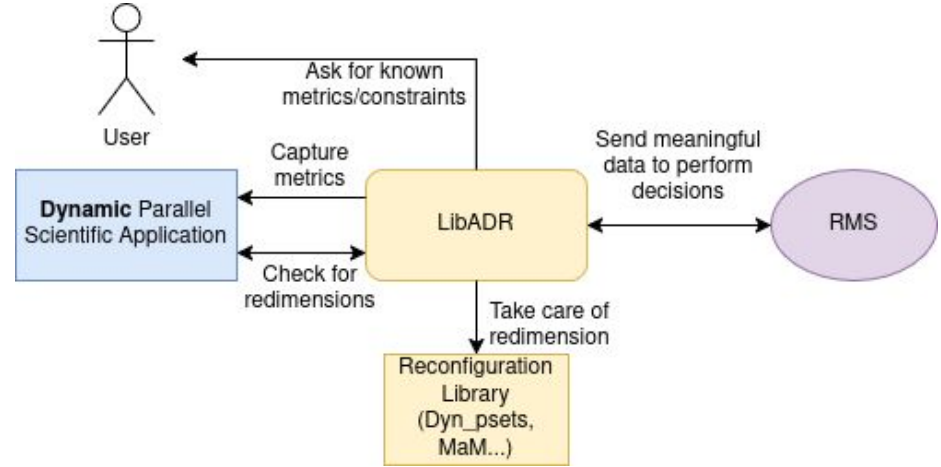 Ask for known
metrics/constraints
User
Capture
metrics
Send meaningful
data to perform
decisions
Dynamic Parallel
Scientific Application
LibADR
RMS
Check for
redimensions
Take care of
redimension
Reconfiguration
Library
(Dyn_psets,
MaM...)